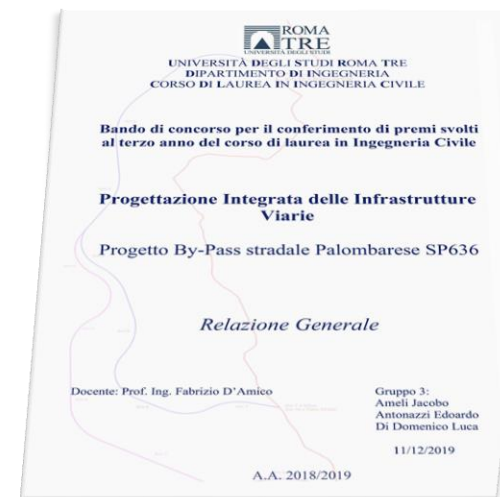 ROMA
TRE
UNIVERSITÀ DEGLI STUDI
UNIVERSITÀ DEGLI STUDI ROMA TRE
DIPARTIMENTO DI INGEGNERIA
CORSO DI LAUREA IN INGEGNERIA CIVILE
Bando di concorso per il conferimento di premi svolti
al terzo anno del corso di laurea in Ingegneria Civile
Progettazione Integrata delle Infrastrutture
Viarie
Progetto By-Pass stradale Palombarese SP636
Relazione Generale
Docente: Prof. Ing. Fabrizio D'Amico
Gruppo 3:
Ameli Jacobo
Antonazzi Edoardo
Di Domenico Luca
11/12/2019
A.A. 2018/2019